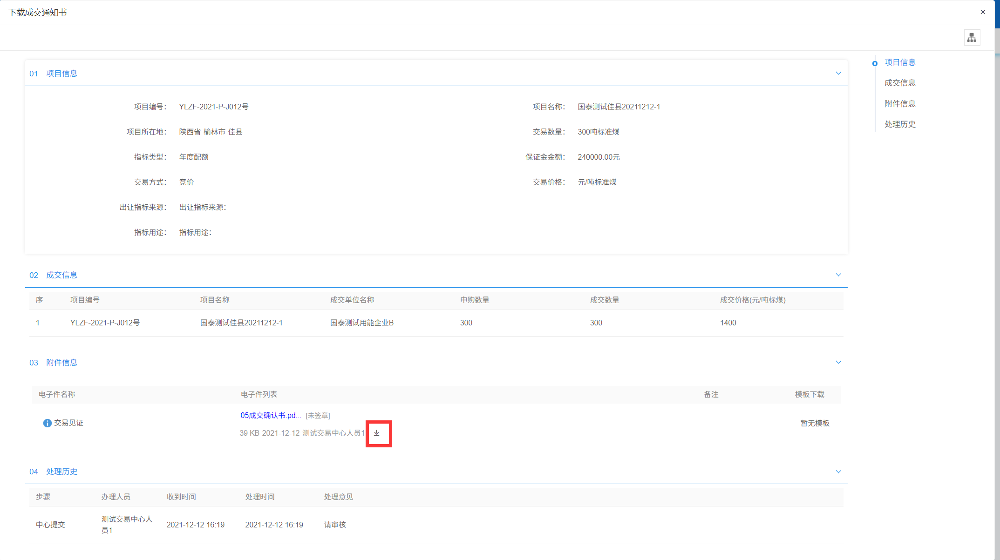 下载成交通知书
01 项目信息
项目编号： YLZF-2021-P-J012号 项目名称： 国泰测试佳县20211212-1
项目所在地： 陕西省·榆林市·佳县 交易数量： 300吨标准煤
指标类型： 年度配额 保证金金额： 240000.00元
交易方式： 竞价 交易价格： 元/吨标准煤
出让指标来源： 出让指标来源：
指标用途： 指标用途：
项目信息
成交信息
附件信息
处理历史
02 成交信息
序 项目编号 项目名称 成交单位名称 申购数量 成交数量 成交价格(元/吨标煤)
1 YLZF-2021-P-J012号 国泰测试佳县20211212-1 国泰测试用能企业B 300 300 1400
03 附件信息
电子件名称 电子件列表 备注 模板下载
交易见证 05成交确认书.pd... [未签章] 暂无模板
39 KB 2021-12-12 测试交易中心人员1
04 处理历史
步骤 办理人员 收到时间 处理时间 处理意见
中心提交 测试交易中心人员1 2021-12-12 16:19 2021-12-12 16:19 请审核